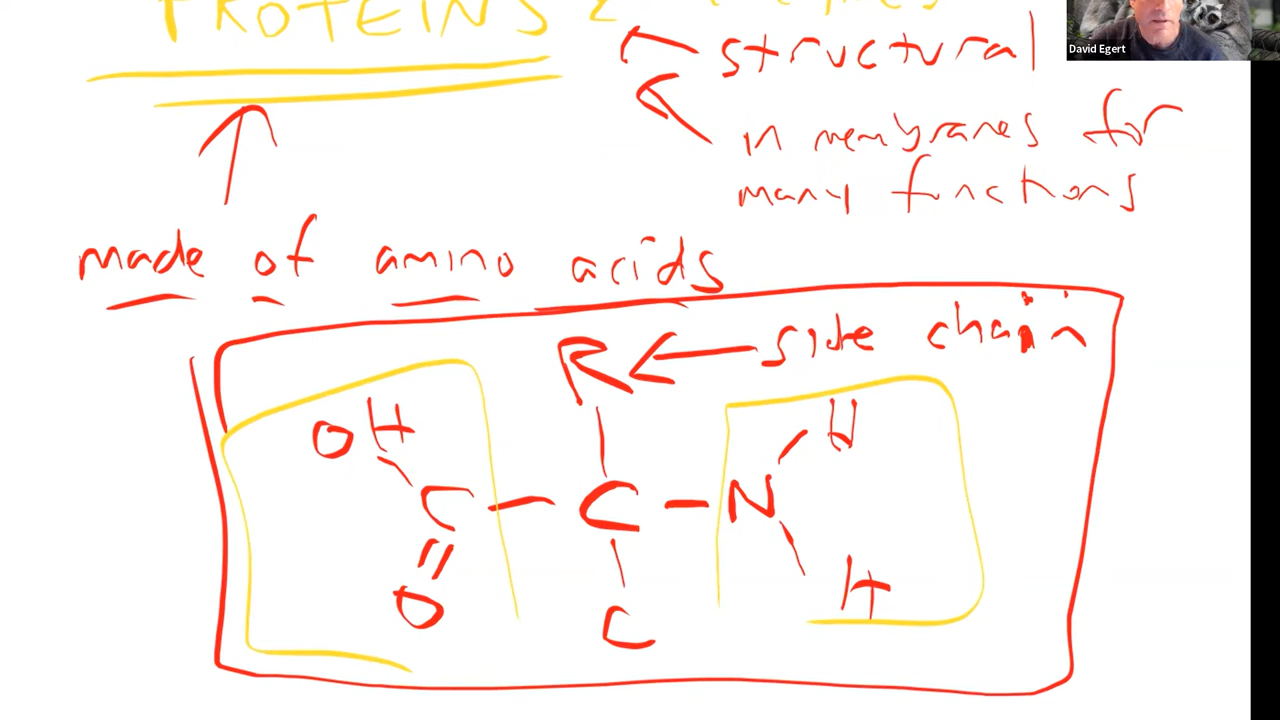 PROTEINS
David Egert
structural
in membranes for
many functions
made of amino acids
R ← side chain
OH H
C - C - N
O C H